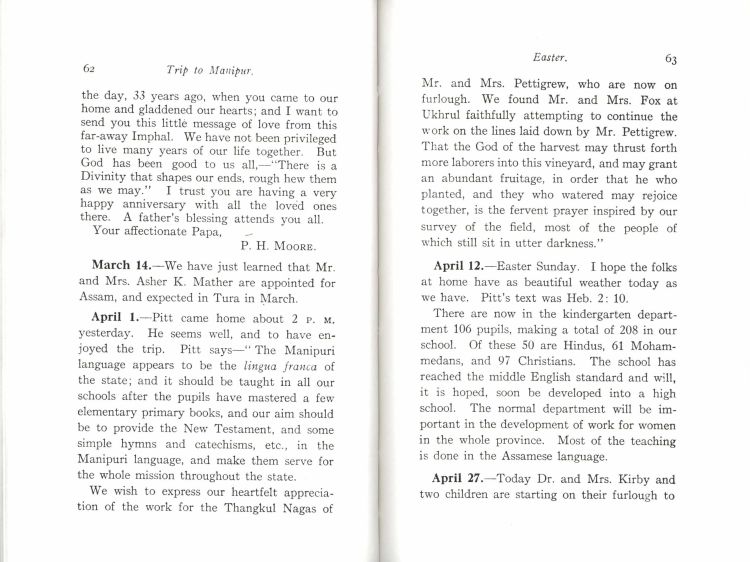 62
Trip to Manipur.
the day, 33 years ago, when you came to our
home and gladdened our hearts; and I want to
send you this little message of love from this
far-away Imphal. We have not been privileged
to live many years of our life together. But
God has been good to us all,—"There is a
Divinity that shapes our ends, rough hew them
as we may." I trust you are having a very
happy anniversary with all the loved ones
there. A father's blessing attends you all.
Your affectionate Papa,
P. H. MOORE.
March 14.—We have just learned that Mr.
and Mrs. Asher K. Mather are appointed for
Assam, and expected in Tura in March.
April 1.—Pitt came home about 2 P. M.
yesterday. He seems well, and to have en-
joyed the trip. Pitt says—"The Manipuri
language appears to be the lingua franca of
the state; and it should be taught in all our
schools after the pupils have mastered a few
elementary primary books, and our aim should
be to provide the New Testament, and some
simple hymns and catechisms, etc., in the
Manipuri language, and make them serve for
the whole mission throughout the state.
We wish to express our heartfelt apprecia-
tion of the work for the Thangkul Nagas of
Easter.
63
Mr. and Mrs. Pettigrew, who are now on
furlough. We found Mr. and Mrs. Fox at
Ukhrul faithfully attempting to continue the
work on the lines laid down by Mr. Pettigrew.
That the God of the harvest may thrust forth
more laborers into this vineyard, and may grant
an abundant fruitage, in order that he who
planted, and they who watered may rejoice
together, is the fervent prayer inspired by our
survey of the field, most of the people of
which still sit in utter darkness."
April 12.—Easter Sunday. I hope the folks
at home have as beautiful weather today as
we have. Pitt's text was Heb. 2: 10.
There are now in the kindergarten depart-
ment 106 pupils, making a total of 208 in our
school. Of these 50 are Hindus, 61 Moham-
medans, and 97 Christians. The school has
reached the middle English standard and will,
it is hoped, soon be developed into a high
school. The normal department will be im-
portant in the development of work for women
in the whole province. Most of the teaching
is done in the Assamese language.
April 27.—Today Dr. and Mrs. Kirby and
two children are starting on their furlough to